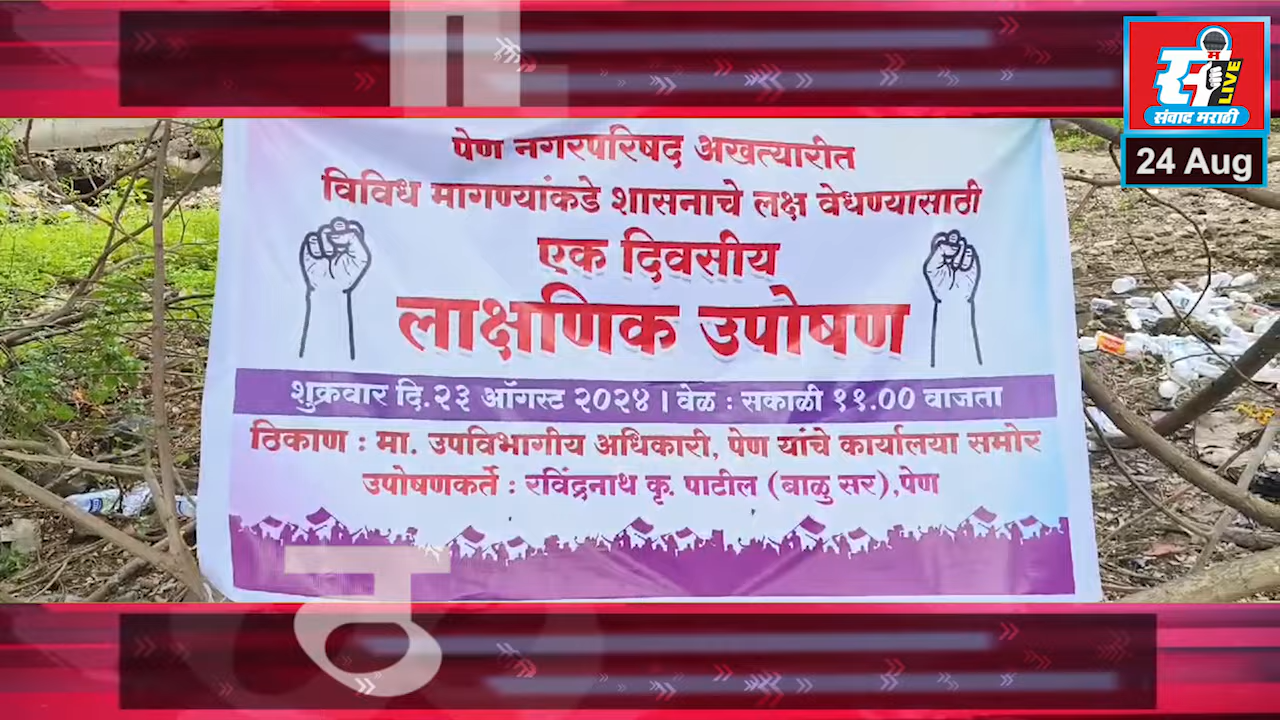 म
LIVE
संवाद मराठी
24 Aug
पेण नगरपरिषद अखत्यारीत
विविध मागण्यांकडे शासनाचे लक्ष वेधण्यासाठी
एक दिवसीय
लाक्षणिक उपोषण
शुक्रवार दि.२३ ऑगस्ट २०२४ । वेळ : सकाळी ११.०० वाजता
ठिकाण : मा. उपविभागीय अधिकारी, पेण यांचे कार्यालया समोर
उपोषणकर्ते : रविंद्रनाथ कृ. पाटील (बाळु सर),पेण